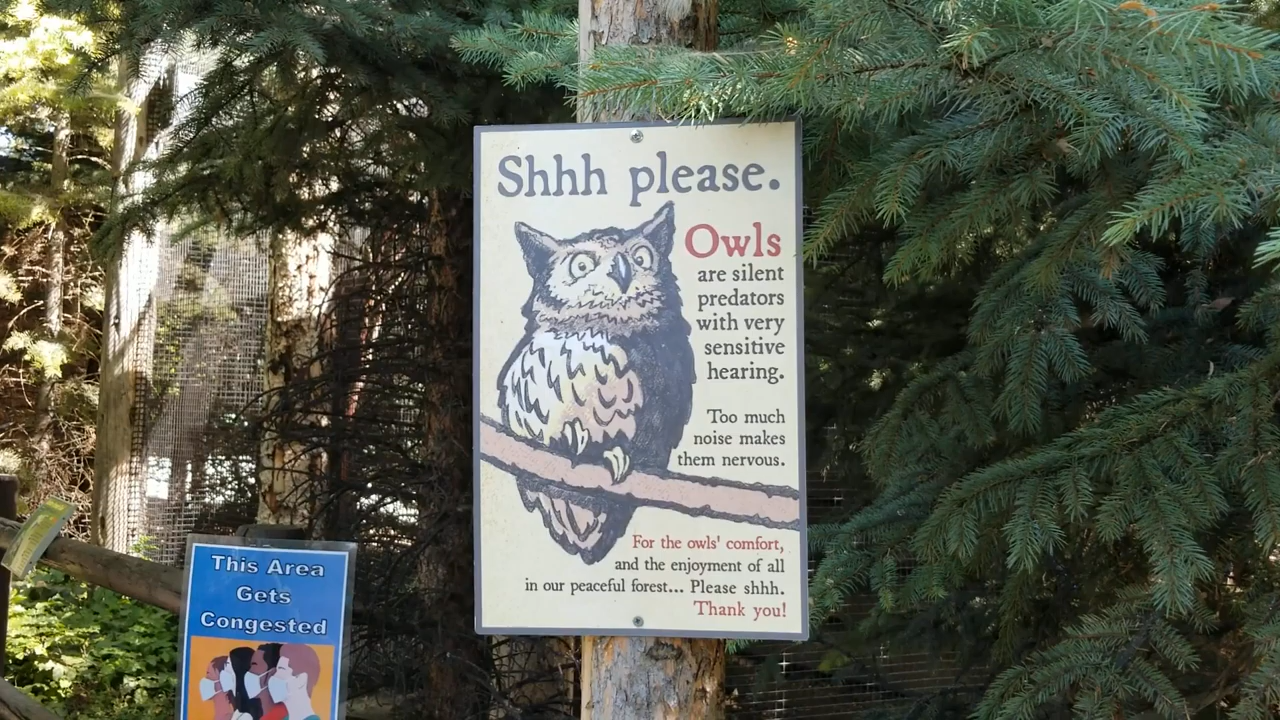 Shhh please.
Owls
are silent
predators
with very
sensitive
hearing.
Too much
noise makes
them nervous.
For the owls' comfort,
and the enjoyment of all
in our peaceful forest... Please shhh.
Thank you!
This Area
Gets
Congested